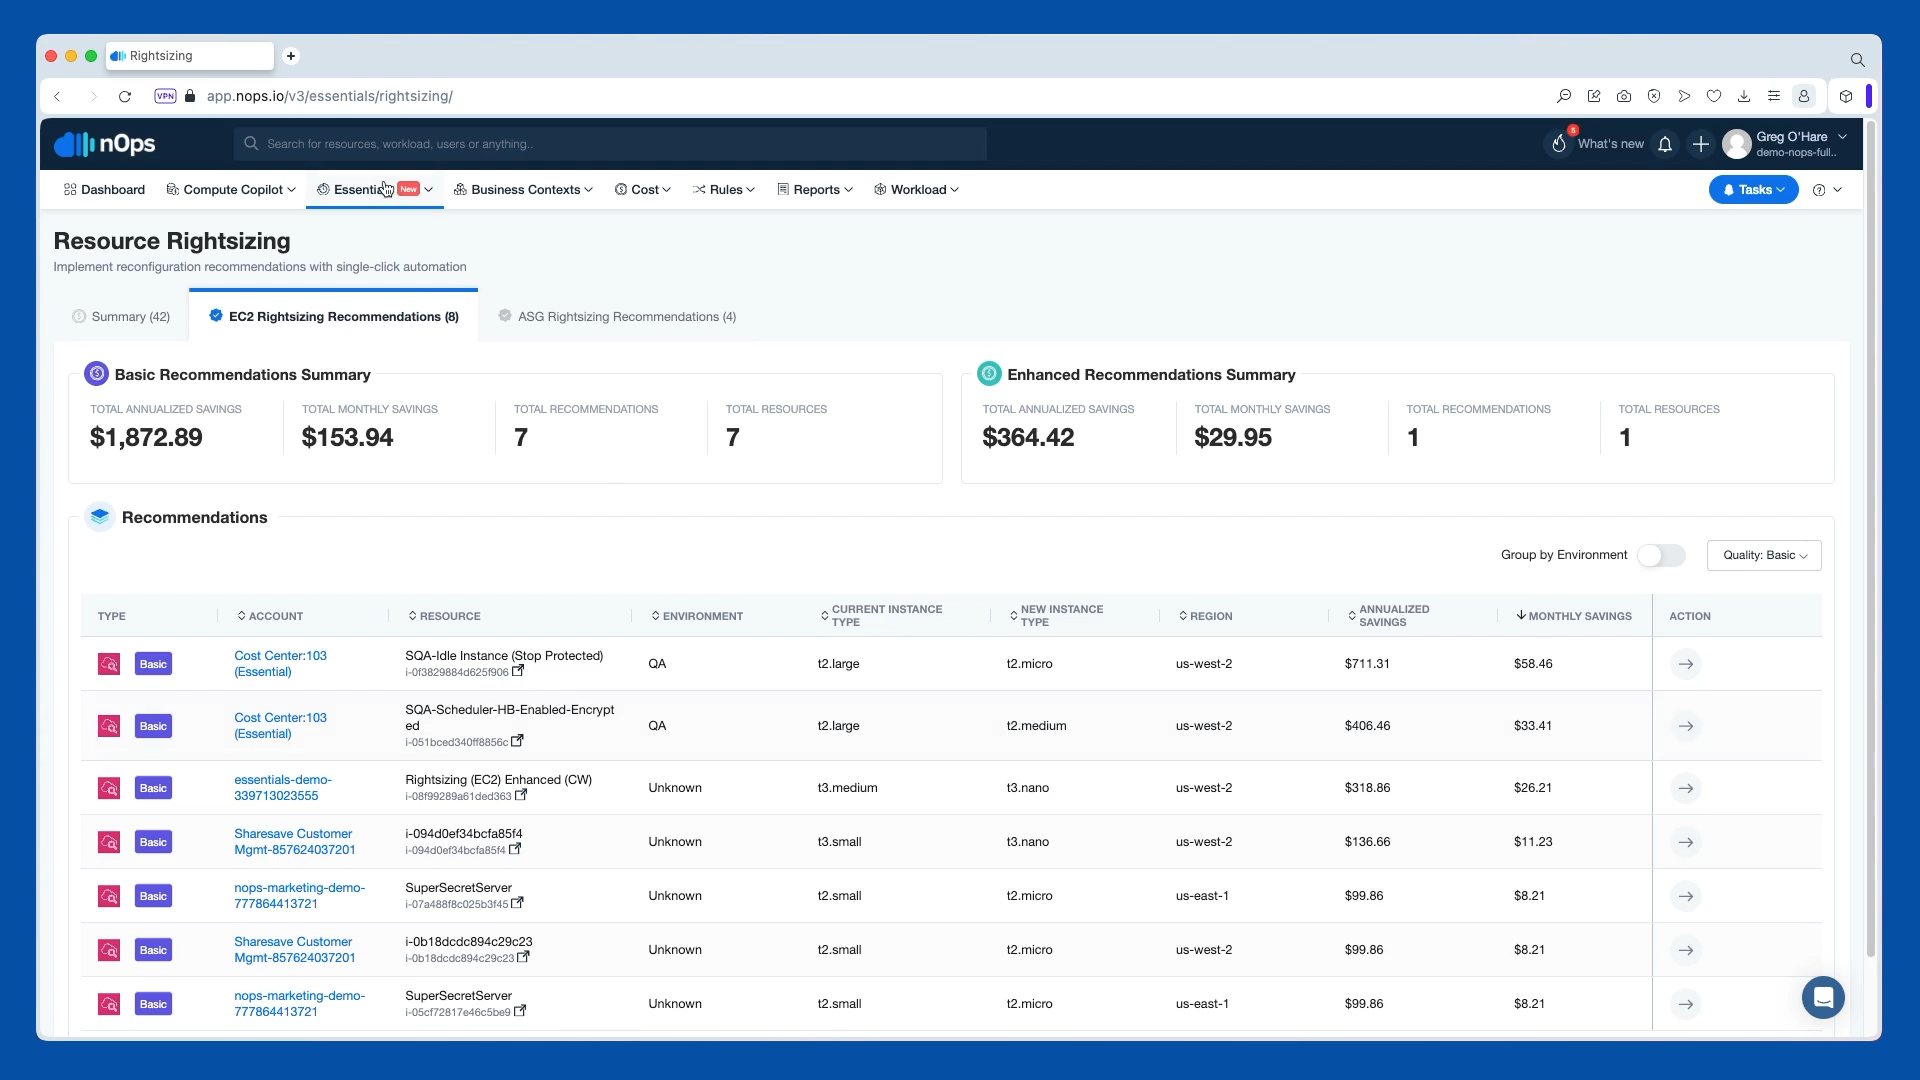 Rightsizing
VPN
app.nops.io/v3/essentials/rightsizing/
nOps
Search for resources, workload, users or anything..
5
What's new
Greg O'Hare
demo-nops-full..
Dashboard
Compute Copilot
Essentia
New
Business Contexts
Cost
Rules
Reports
Workload
Tasks
Resource Rightsizing
Implement reconfiguration recommendations with single-click automation
Summary (42)
EC2 Rightsizing Recommendations (8)
ASG Rightsizing Recommendations (4)
Basic Recommendations Summary
TOTAL ANNUALIZED SAVINGS
TOTAL MONTHLY SAVINGS
TOTAL RECOMMENDATIONS
TOTAL RESOURCES
$1,872.89
$153.94
7
7
Enhanced Recommendations Summary
TOTAL ANNUALIZED SAVINGS
TOTAL MONTHLY SAVINGS
TOTAL RECOMMENDATIONS
TOTAL RESOURCES
$364.42
$29.95
1
1
Recommendations
Group by Environment
Quality: Basic
TYPE
ACCOUNT
RESOURCE
ENVIRONMENT
CURRENT INSTANCE
TYPE
NEW INSTANCE
TYPE
REGION
ANNUALIZED
SAVINGS
MONTHLY SAVINGS
ACTION
Basic
Cost Center:103
(Essential)
SQA-Idle Instance (Stop Protected)
i-0f3829884d625f906
QA
t2.large
t2.micro
us-west-2
$711.31
$58.46
Basic
Cost Center:103
(Essential)
SQA-Scheduler-HB-Enabled-Encrypt
ed
i-051bced340ff8856c
QA
t2.large
t2.medium
us-west-2
$406.46
$33.41
Basic
essentials-demo-
339713023555
Rightsizing (EC2) Enhanced (CW)
i-08f99289a61ded363
Unknown
t3.medium
t3.nano
us-west-2
$318.86
$26.21
Basic
Sharesave Customer
Mgmt-857624037201
i-094d0ef34bcfa85f4
i-094d0ef34bcfa85f4
Unknown
t3.small
t3.nano
us-west-2
$136.66
$11.23
Basic
nops-marketing-demo-
777864413721
SuperSecretServer
i-07a488f8c025b3f45
Unknown
t2.small
t2.micro
us-east-1
$99.86
$8.21
Basic
Sharesave Customer
Mgmt-857624037201
i-0b18dcdc894c29c23
i-0b18dcdc894c29c23
Unknown
t2.small
t2.micro
us-west-2
$99.86
$8.21
Basic
nops-marketing-demo-
777864413721
SuperSecretServer
i-05cf72817e46c5be9
Unknown
t2.small
t2.micro
us-east-1
$99.86
$8.21